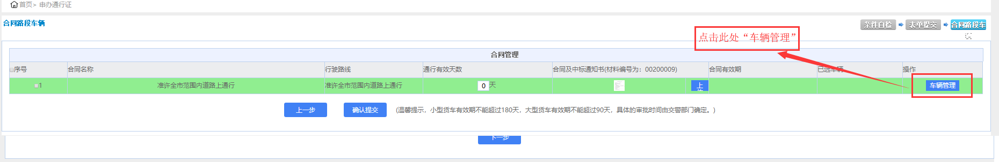 首页> 申办通行证
合同路段车辆
条件自检 表单提交 合同路段车
点击此处“车辆管理”
合同管理
序号 合同名称 行驶路线 通行有效天数 合同及中标通知书(材料编号为：00200009) 合同有效期 已选车辆 操作
1 准许全市范围内道路上通行 准许全市范围内道路上通行 0 天 上 车辆管理
上一步 确认提交 (温馨提示，小型货车有效期不能超过180天，大型货车有效期不能超过90天，具体的审批时间由交警部门确定。)
下一步